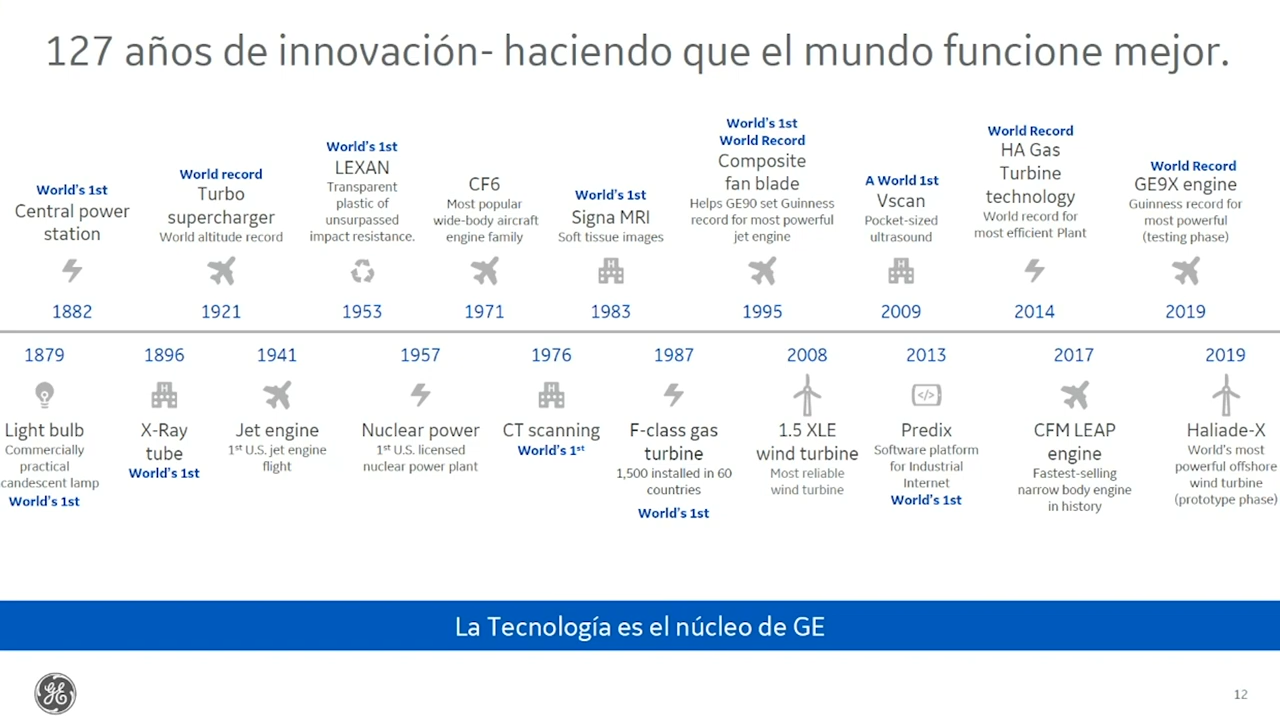 127 años de innovación- haciendo que el mundo funcione mejor.
World's 1st
Central power
station
1882
World record
Turbo
supercharger
World altitude record
1921
World's 1st
LEXAN
Transparent
plastic of
unsurpassed
impact resistance.
1953
CF6
Most popular
wide-body aircraft
engine family
1971
World's 1st
Signa MRI
Soft tissue images
H
1983
World's 1st
World Record
Composite
fan blade
Helps GE90 set Guinness
record for most powerful
jet engine
1995
A World 1st
Vscan
Pocket-sized
ultrasound
H
2009
World Record
HA Gas
Turbine
technology
World record for
most efficient Plant
2014
World Record
GE9X engine
Guinness record for
most powerful
(testing phase)
2019
1879
Light bulb
Commercially
practical
candescent lamp
World's 1st
1896
H
X-Ray
tube
World's 1st
1941
Jet engine
1st U.S. jet engine
flight
1957
Nuclear power
1st U.S. licensed
nuclear power plant
1976
H
CT scanning
World's 1st
1987
F-class gas
turbine
1,500 installed in 60
countries
World's 1st
2008
1.5 XLE
wind turbine
Most reliable
wind turbine
2013
</>
Predix
Software platform
for Industrial
Internet
World's 1st
2017
CFM LEAP
engine
Fastest-selling
narrow body engine
in history
2019
Haliade-X
World's most
powerful offshore
wind turbine
(prototype phase)
La Tecnología es el núcleo de GE
GE
12